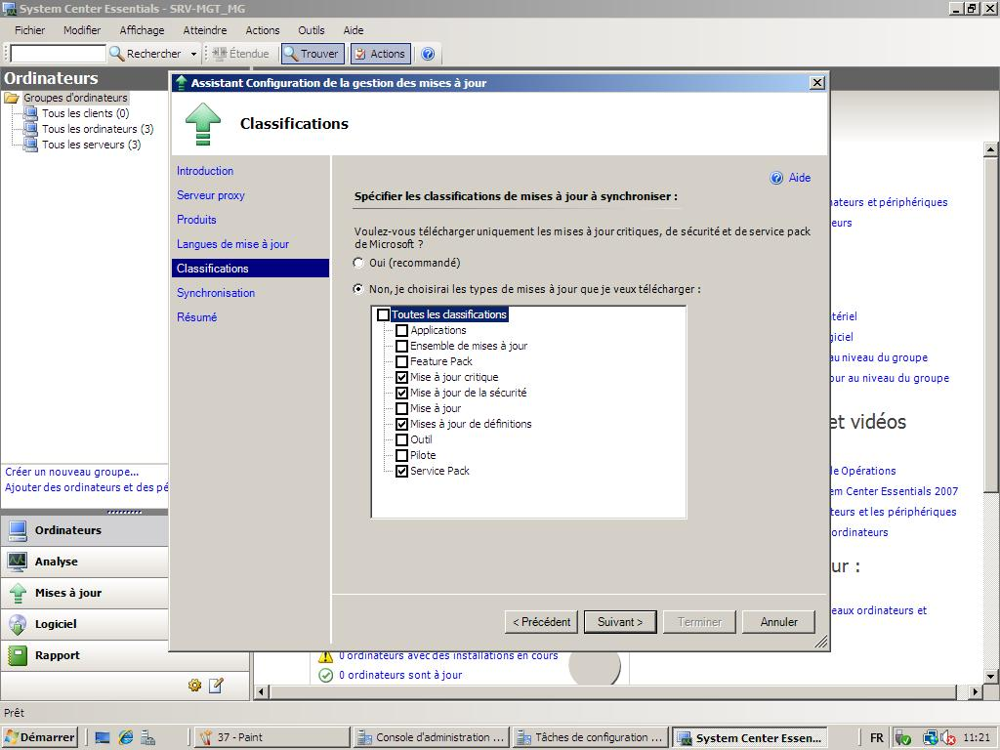 System Center Essentials - SRV-MGT_MG
Fichier Modifier Affichage Atteindre Actions Outils Aide
Rechercher Étendue Trouver Actions
Ordinateurs
Groupes d'ordinateurs
Tous les clients (0)
Tous les ordinateurs (3)
Tous les serveurs (3)
Créer un nouveau groupe...
Ajouter des ordinateurs et des pé
Ordinateurs
Analyse
Mises à jour
Logiciel
Rapport
Assistant Configuration de la gestion des mises à jour
Classifications
Introduction
Serveur proxy
Produits
Langues de mise à jour
Classifications
Synchronisation
Résumé
Aide
Spécifier les classifications de mises à jour à synchroniser :
Voulez-vous télécharger uniquement les mises à jour critiques, de sécurité et de service pack
de Microsoft ?
Oui (recommandé)
Non, je choisirai les types de mises à jour que je veux télécharger :
Toutes les classifications
Applications
Ensemble de mises à jour
Feature Pack
Mise à jour critique
Mise à jour de la sécurité
Mise à jour
Mises à jour de définitions
Outil
Pilote
Service Pack
< Précédent Suivant > Terminer Annuler
ateurs et périphériques
eurs
tériel
giciel
au niveau du groupe
our au niveau du groupe
et vidéos
de Opérations
em Center Essentials 2007
teurs et les périphériques
ordinateurs
ur :
eaux ordinateurs et
0 ordinateurs avec des installations en cours
0 ordinateurs sont à jour
Prêt
Démarrer 37 - Paint Console d'administration ... Tâches de configuration ... System Center Essen... FR 11:21